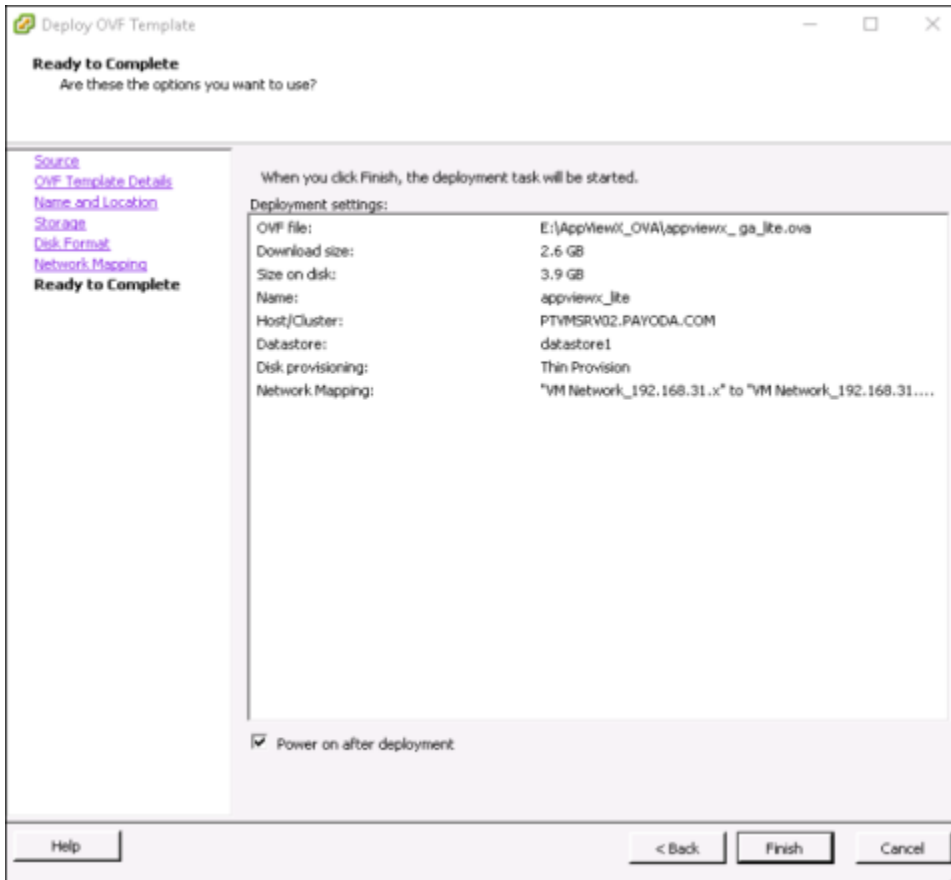 Deploy OVF Template
Ready to Complete
Are these the options you want to use?
Source
OVF Template Details
Name and Location
Storage
Disk Format
Network Mapping
Ready to Complete
When you click Finish, the deployment task will be started.
Deployment settings:
OVF file: E:\AppViewX_OVA\appviewx_ ga_lite.ova
Download size: 2.6 GB
Size on disk: 3.9 GB
Name: appviewx_lite
Host/Cluster: PTVMSRV02.PAYODA.COM
Datastore: datastore1
Disk provisioning: Thin Provision
Network Mapping: "VM Network_192.168.31.x" to "VM Network_192.168.31....
Power on after deployment
Help
< Back
Finish
Cancel